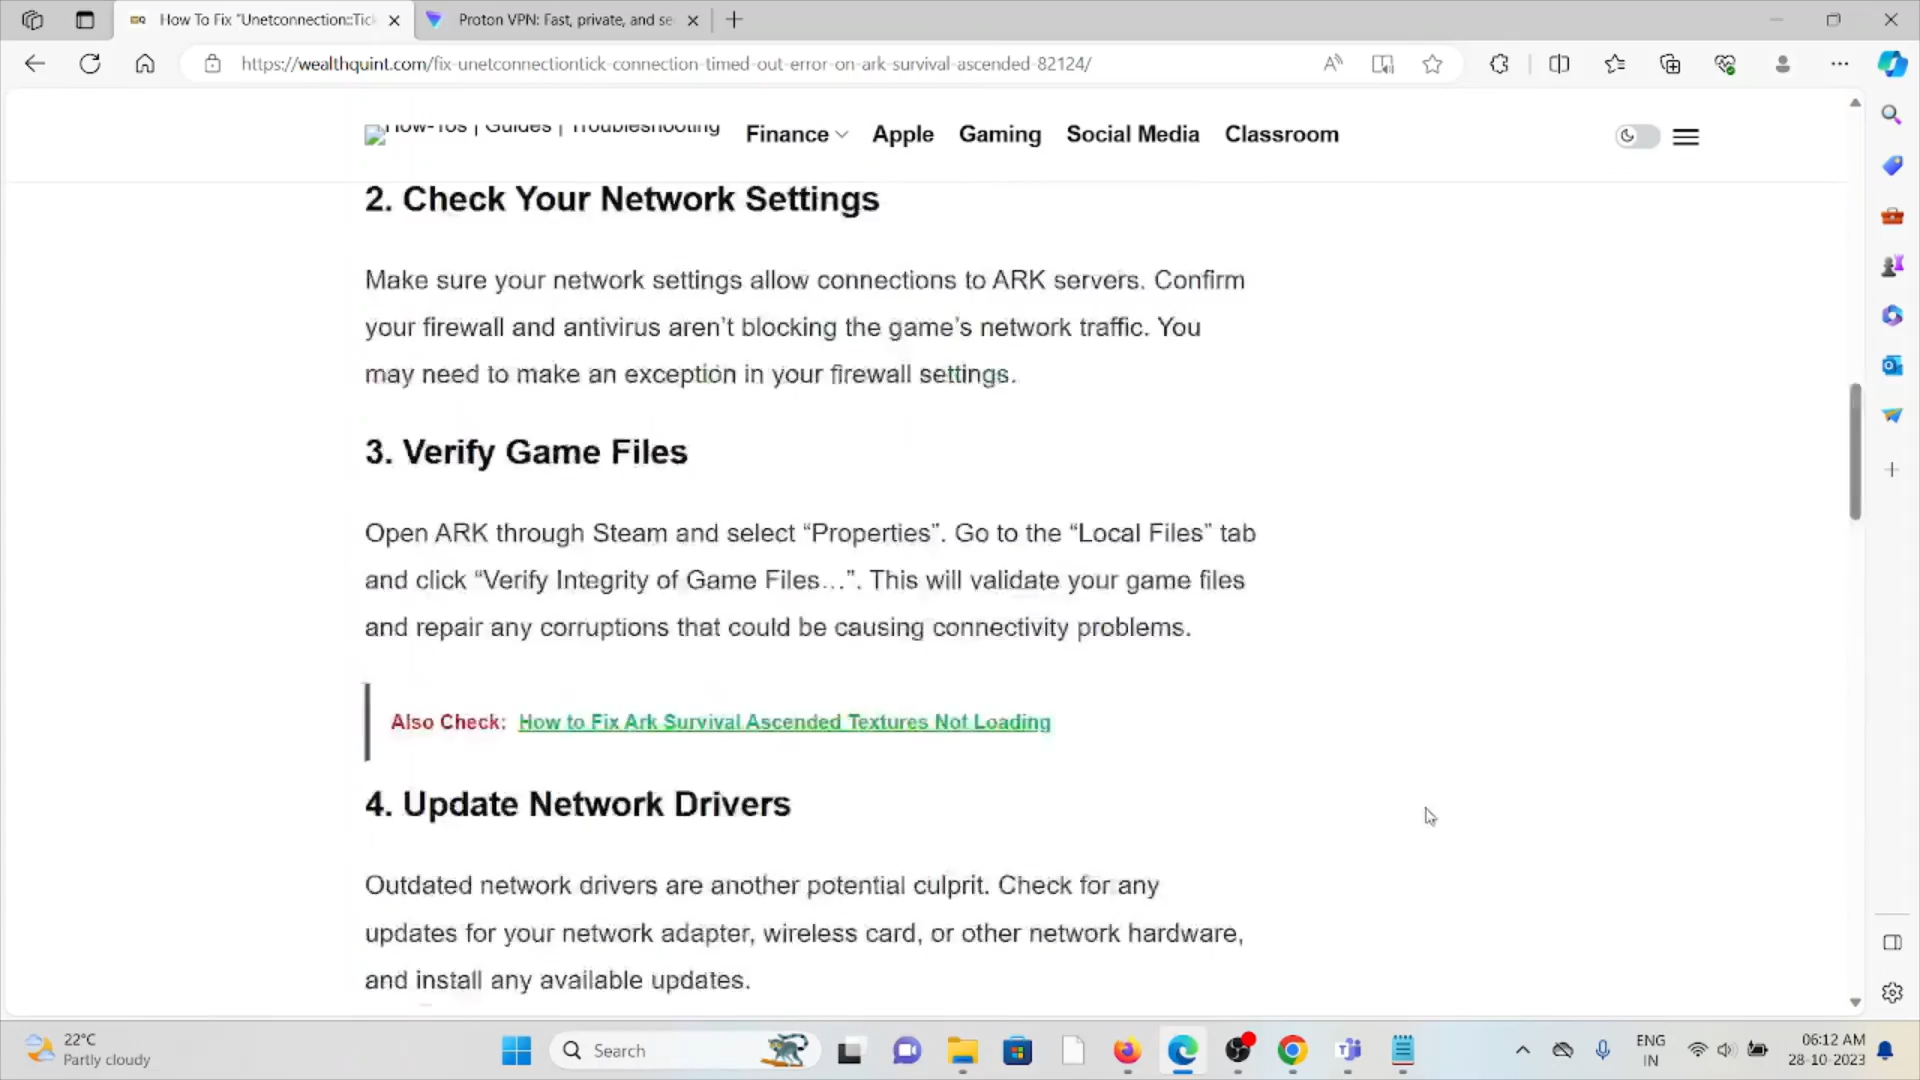 How To Fix "Unetconnection::Tick
Proton VPN: Fast, private, and se
https://wealthquint.com/fix-unetconnectiontick-connection-timed-out-error-on-ark-survival-ascended-82124/
How-Tos | Guides | Troubleshooting
Finance
Apple
Gaming
Social Media
Classroom
2. Check Your Network Settings
Make sure your network settings allow connections to ARK servers. Confirm
your firewall and antivirus aren’t blocking the game’s network traffic. You
may need to make an exception in your firewall settings.
3. Verify Game Files
Open ARK through Steam and select “Properties”. Go to the “Local Files” tab
and click “Verify Integrity of Game Files…”. This will validate your game files
and repair any corruptions that could be causing connectivity problems.
Also Check: How to Fix Ark Survival Ascended Textures Not Loading
4. Update Network Drivers
Outdated network drivers are another potential culprit. Check for any
updates for your network adapter, wireless card, or other network hardware,
and install any available updates.
22°C
Partly cloudy
Search
ENG
IN
06:12 AM
28-10-2023